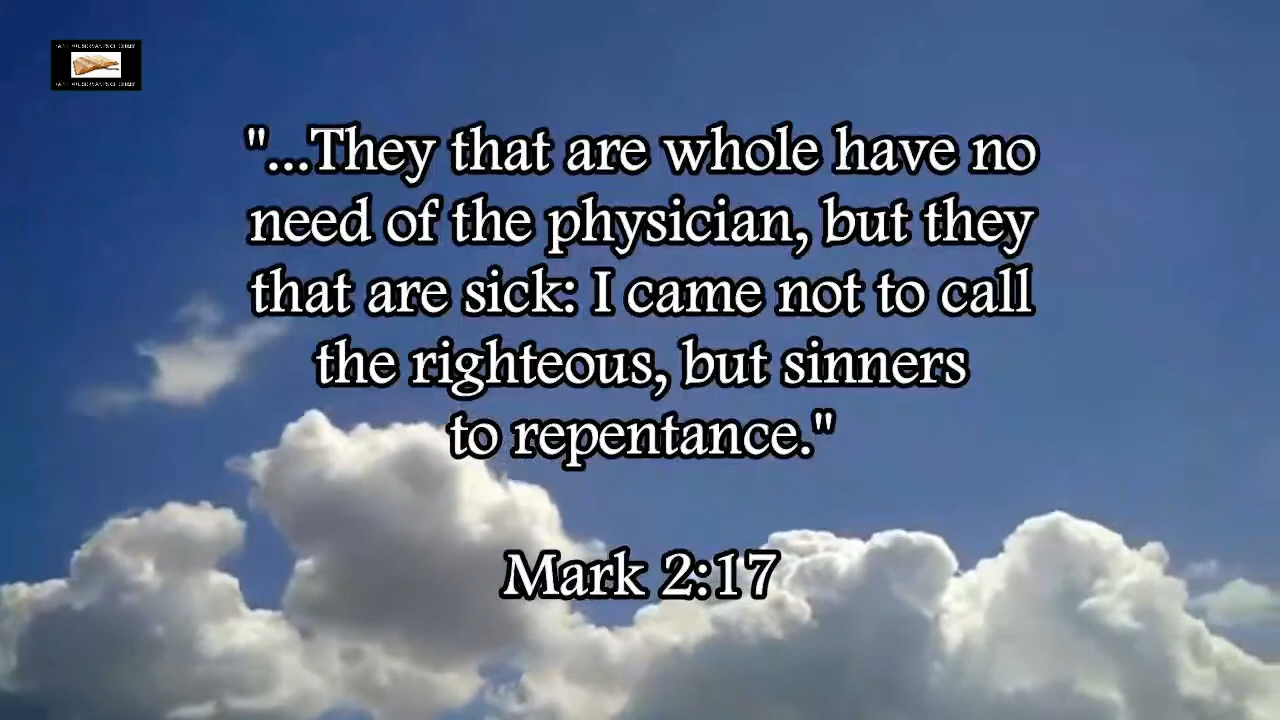 "...They that are whole have no
need of the physician, but they
that are sick: I came not to call
the righteous, but sinners
to repentance."
Mark 2:17